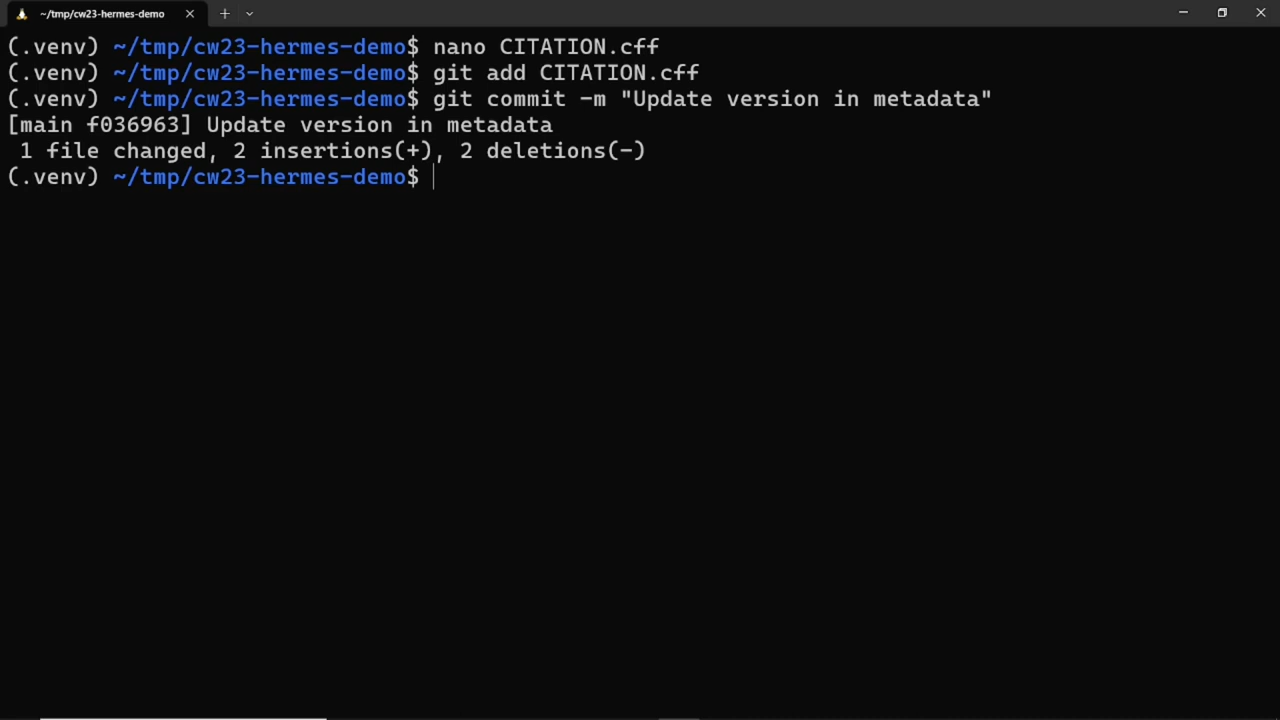 ~/tmp/cw23-hermes-demo
(.venv) ~/tmp/cw23-hermes-demo$ nano CITATION.cff
(.venv) ~/tmp/cw23-hermes-demo$ git add CITATION.cff
(.venv) ~/tmp/cw23-hermes-demo$ git commit -m "Update version in metadata"
[main f036963] Update version in metadata
 1 file changed, 2 insertions(+), 2 deletions(-)
(.venv) ~/tmp/cw23-hermes-demo$